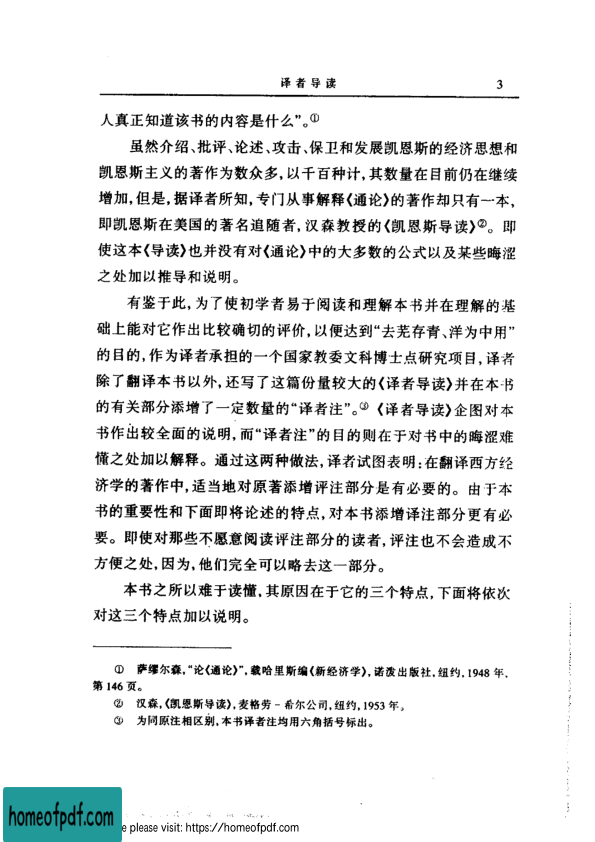 译者导读 3
人真正知道该书的内容是什么”。①
虽然介绍、批评、论述、攻击、保卫和发展凯恩斯的经济思想和
凯恩斯主义的著作为数众多,以千百种计,其数量在目前仍在继续
增加,但是,据译者所知,专门从事解释《通论》的著作却只有一本,
即凯恩斯在美国的著名追随者,汉森教授的《凯恩斯导读》②。即
使这本《导读》也并没有对《通论》中的大多数的公式以及某些晦涩
之处加以推导和说明。
有鉴于此,为了使初学者易于阅读和理解本书并在理解的基
础上能对它作出比较确切的评价,以便达到“去芜存青、洋为中用”
的目的,作为译者承担的一个国家教委文科博士点研究项目,译者
除了翻译本书以外,还写了这篇份量较大的《译者导读》并在本书
的有关部分添增了一定数量的“译者注”。③《译者导读》企图对本
书作出较全面的说明,而“译者注”的目的则在于对书中的晦涩难
懂之处加以解释。通过这两种做法,译者试图表明:在翻译西方经
济学的著作中,适当地对原著添增评注部分是有必要的。由于本
书的重要性和下面即将论述的特点,对本书添增译注部分更有必
要。即使对那些不愿意阅读评注部分的读者,评注也不会造成不
方便之处,因为,他们完全可以略去这一部分。
本书之所以难于读懂,其原因在于它的三个特点,下面将依次
对这三个特点加以说明。
① 萨缪尔森,“论《通论》”,载哈里斯编《新经济学》,诺泼出版社,纽约,1948年,
第146页。
② 汉森,《凯恩斯导读》,麦格劳-希尔公司,纽约,1953年。
③ 为同原注相区别,本书译者注均用六角括号标出。
homeofpdf.com
e please visit: https://homeofpdf.com